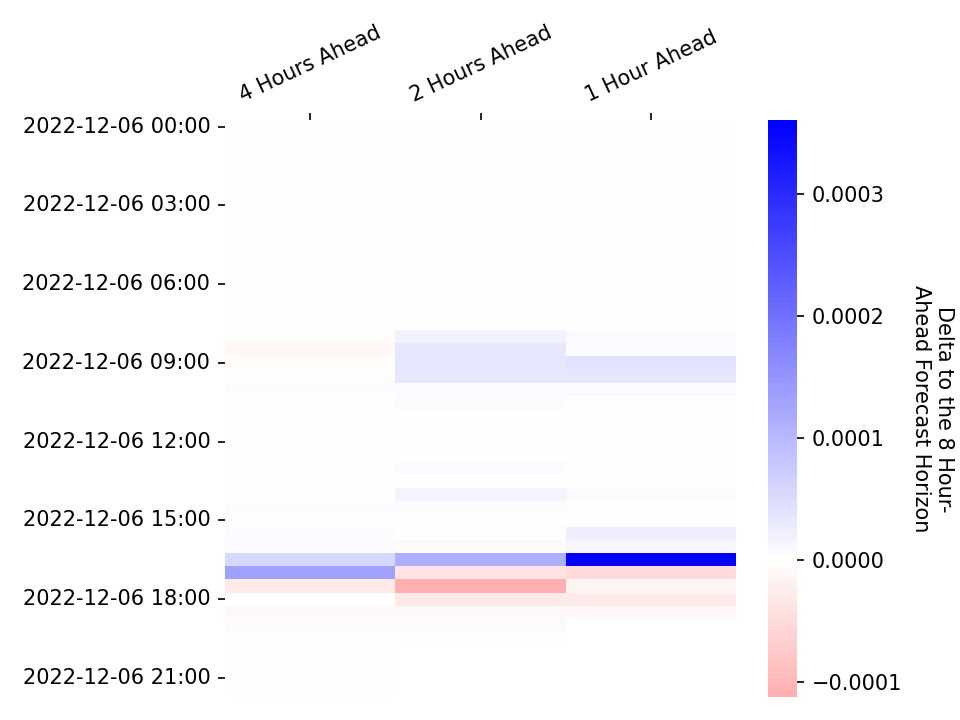 4 Hours Ahead
2 Hours Ahead
1 Hour Ahead
2022-12-06 00:00
2022-12-06 03:00
2022-12-06 06:00
2022-12-06 09:00
2022-12-06 12:00
2022-12-06 15:00
2022-12-06 18:00
2022-12-06 21:00
0.0003
0.0002
0.0001
0.0000
−0.0001
Delta to the 8 Hour-
Ahead Forecast Horizon